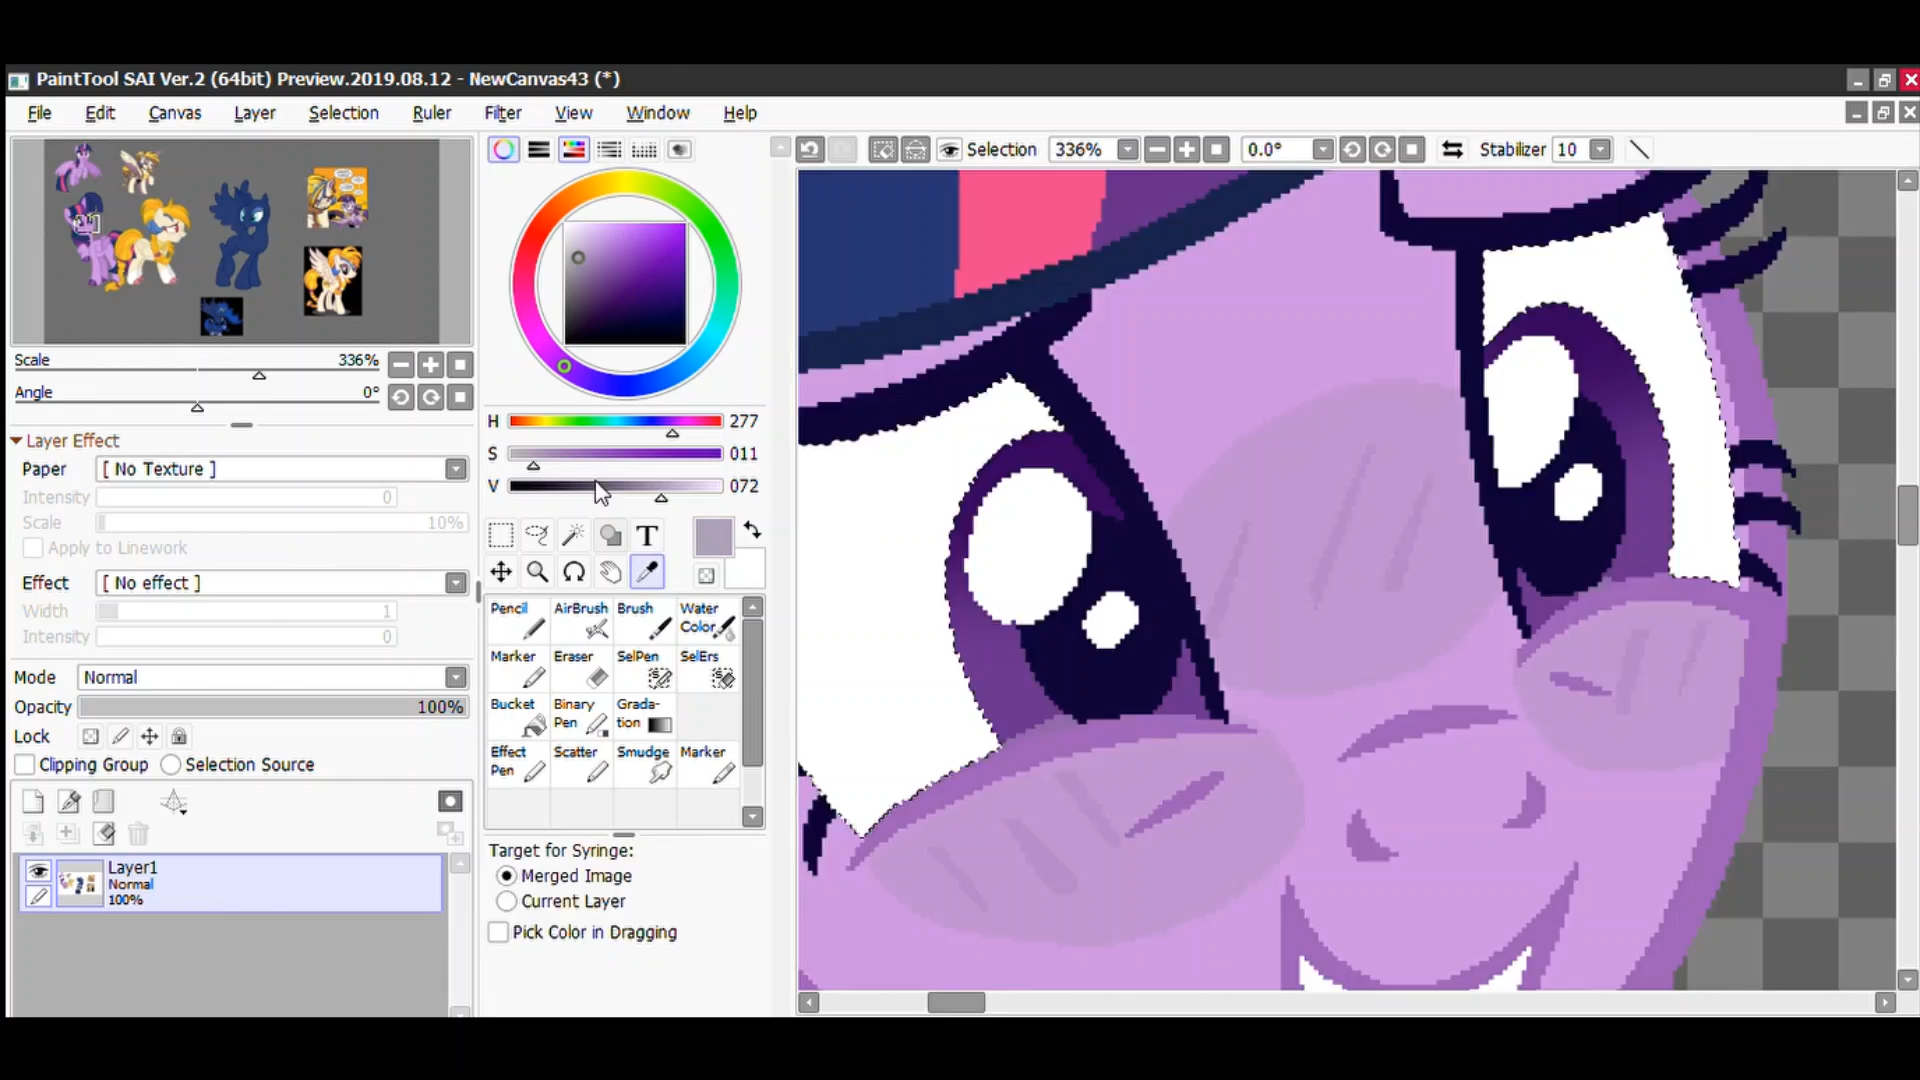 PaintTool SAI Ver.2 (64bit) Preview.2019.08.12 - NewCanvas43 (*)
File Edit Canvas Layer Selection Ruler Filter View Window Help
Selection 336% 0.0° Stabilizer 10
Scale 336%
Angle 0°
Layer Effect
Paper [ No Texture ]
Intensity 0
Scale 10%
Apply to Linework
Effect [ No effect ]
Width 1
Intensity 0
Mode Normal
Opacity 100%
Lock
Clipping Group Selection Source
Layer1
Normal
100%
H 277
S 011
V 072
T
Pencil AirBrush Brush Water
Color
Marker Eraser SelPen SelErs
Bucket Binary Grada-
Pen tion
Effect Scatter Smudge Marker
Pen
Target for Syringe:
Merged Image
Current Layer
Pick Color in Dragging